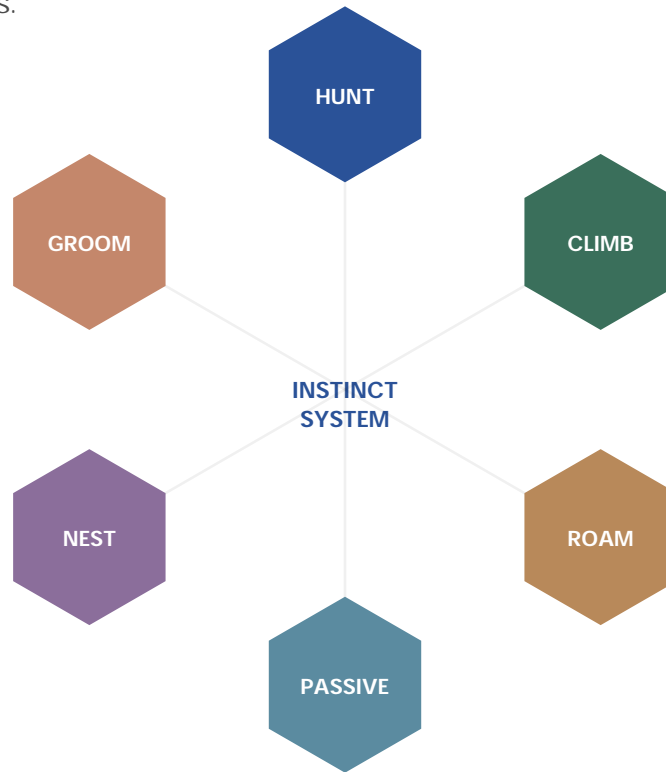 s.
HUNT
GROOM
CLIMB
INSTINCT
SYSTEM
NEST
ROAM
PASSIVE